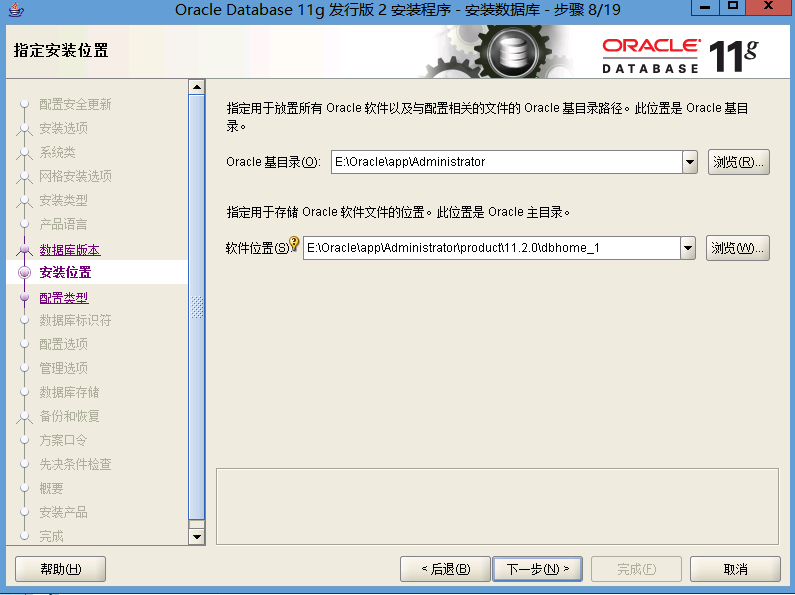 Oracle Database 11g 发行版 2 安装程序 - 安装数据库 - 步骤 8/19
指定安装位置
ORACLE
DATABASE
11g
配置安全更新
安装选项
系统类
网格安装选项
安装类型
产品语言
数据库版本
安装位置
配置类型
数据库标识符
配置选项
管理选项
数据库存储
备份和恢复
方案口令
先决条件检查
概要
安装产品
完成
指定用于放置所有 Oracle 软件以及与配置相关的文件的 Oracle 基目录路径。此位置是 Oracle 基目
录。
Oracle 基目录(O): E:\Oracle\app\Administrator 浏览(R)...
指定用于存储 Oracle 软件文件的位置。此位置是 Oracle 主目录。
软件位置(S) E:\Oracle\app\Administrator\product\11.2.0\dbhome_1 浏览(W)...
帮助(H) < 后退(B) 下一步(N) > 完成(F) 取消